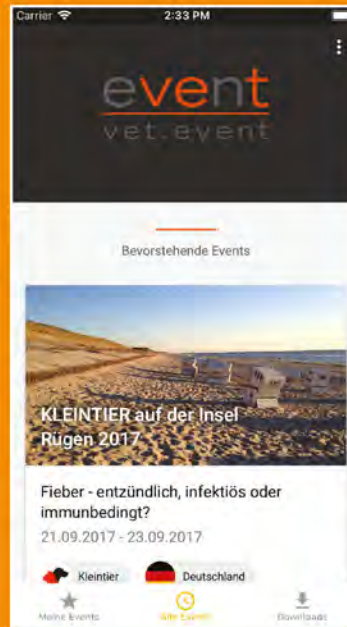 Carrier 2:33 PM
event
vet.event
Bevorstehende Events
KLEINTIER auf der Insel
Rügen 2017
Fieber - entzündlich, infektiös oder
immunbedingt?
21.09.2017 - 23.09.2017
Kleintier Deutschland
Meine Events Alle Events Downloads